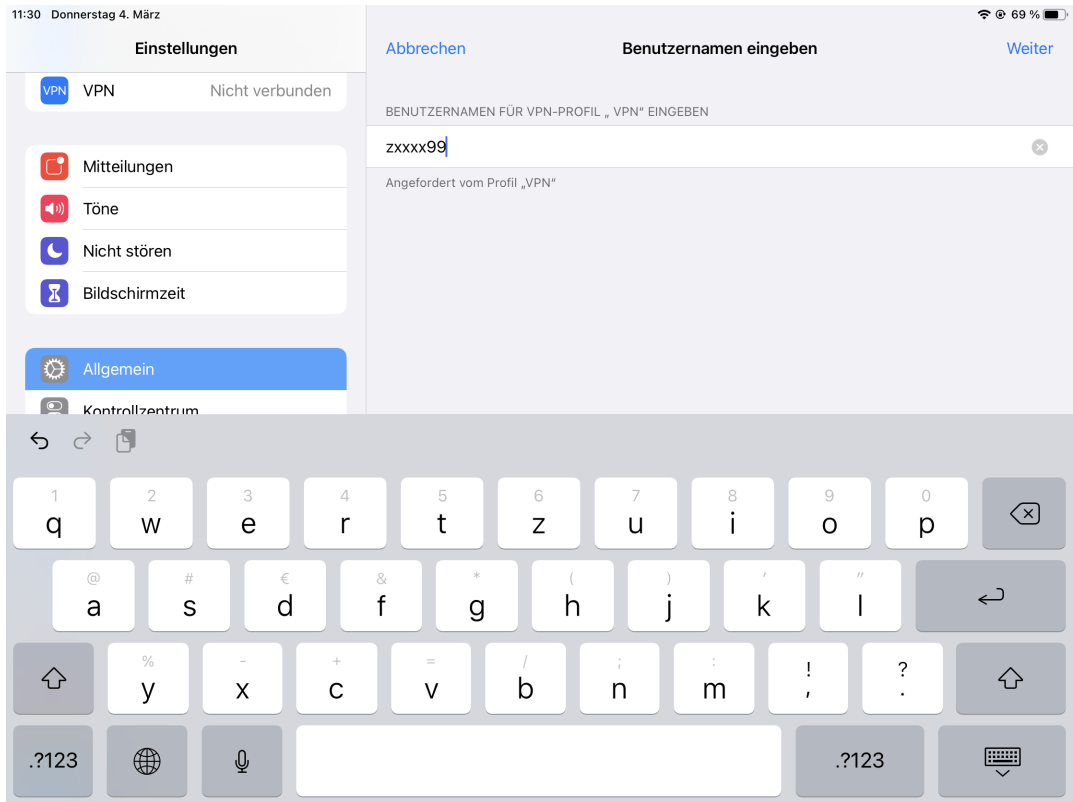 11:30 Donnerstag 4. März
69 %
Einstellungen
VPN VPN Nicht verbunden
Mitteilungen
Töne
Nicht stören
Bildschirmzeit
Allgemein
Kontrollzentrum
Abbrechen Benutzernamen eingeben Weiter
BENUTZERNAMEN FÜR VPN-PROFIL „ VPN“ EINGEBEN
zxxxx99
Angefordert vom Profil „VPN“
1 2 3 4 5 6 7 8 9 0
q w e r t z u i o p
@ # € & * ( ) ' "
a s d f g h j k l
% - + = / ; : ! ?
y x c v b n m , .
.?123 .?123